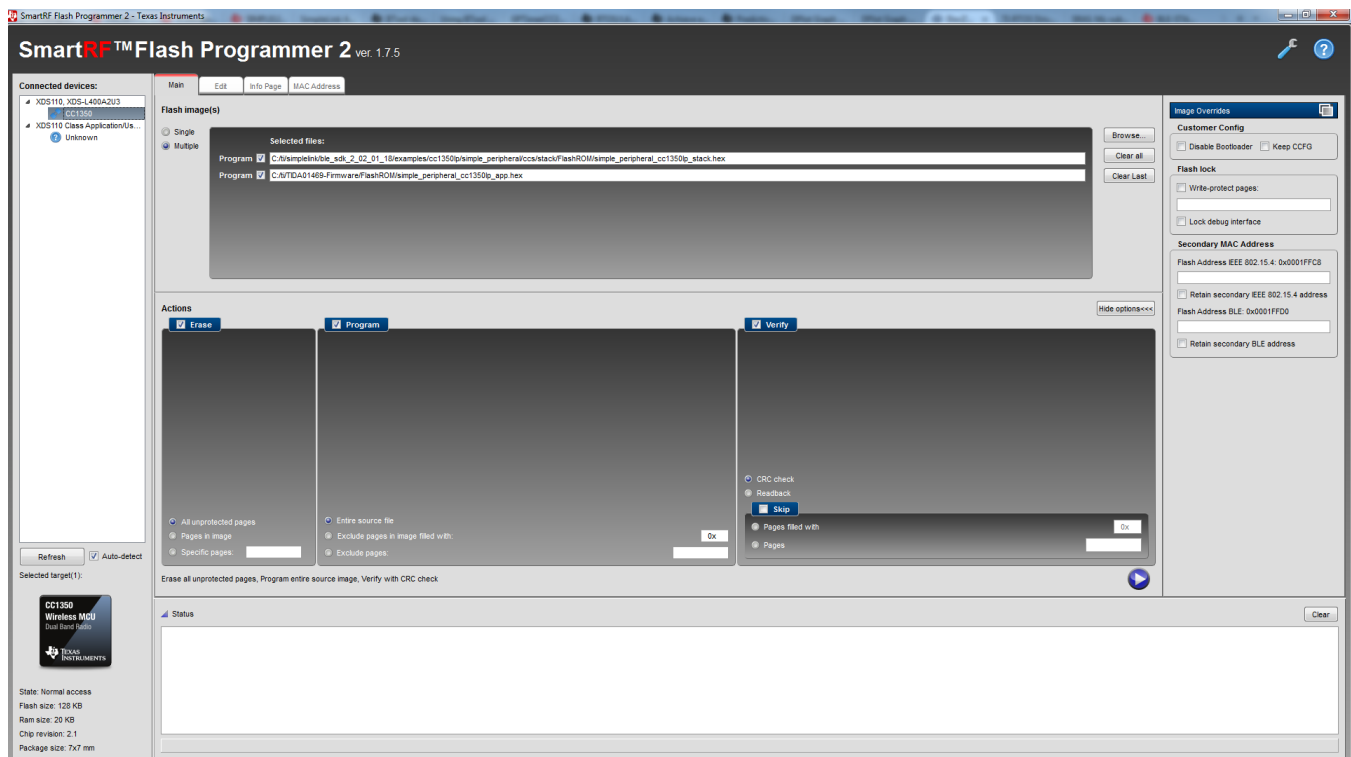 SmartRF Flash Programmer 2 - Texas Instruments
SmartRF™Flash Programmer 2 ver. 1.7.5
Connected devices:
XDS110, XDS-L400A2U3
CC1350
XDS110 Class Application/Us...
Unknown
Refresh
Auto-detect
Selected target(1):
CC1350
Wireless MCU
Dual Band Radio
TEXAS
INSTRUMENTS
State: Normal access
Flash size: 128 KB
Ram size: 20 KB
Chip revision: 2.1
Package size: 7x7 mm
Main Edit Info Page MAC Address
Flash image(s)
Single
Multiple
Selected files:
Program C:/ti/simplelink/ble_sdk_2_02_01_18/examples/cc1350lp/simple_peripheral/ccs/stack/FlashROM/simple_peripheral_cc1350lp_stack.hex
Program C:/ti/TIDA01469-Firmware/FlashROM/simple_peripheral_cc1350lp_app.hex
Browse...
Clear all
Clear Last
Actions
Hide options<<<
Erase
All unprotected pages
Pages in image
Specific pages:
Program
Entire source file
Exclude pages in image filled with: 0x
Exclude pages:
Verify
CRC check
Readback
Skip
Pages filled with 0x
Pages
Erase all unprotected pages, Program entire source image, Verify with CRC check
Status
Clear
Image Overrides
Customer Config
Disable Bootloader Keep CCFG
Flash lock
Write-protect pages:
Lock debug interface
Secondary MAC Address
Flash Address IEEE 802.15.4: 0x0001FFC8
Retain secondary IEEE 802.15.4 address
Flash Address BLE: 0x0001FFD0
Retain secondary BLE address